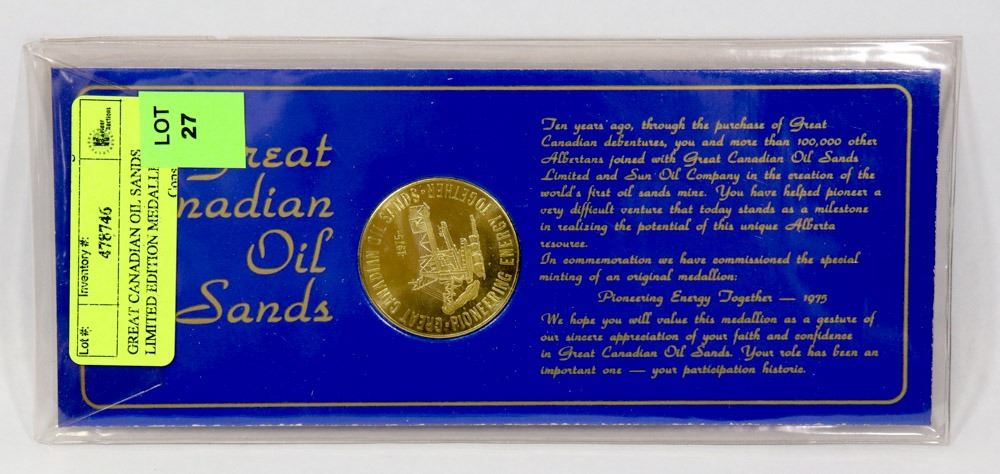 LOT
27
Auctions
Inventory #:
478746
Lot #:
GREAT CANADIAN OIL SANDS
LIMITED EDITION MEDALLI
Great
nadian
Oil
Sands
GREAT CANADIAN OIL SANDS · PIONEERING ENERGY TOGETHER ·
1975
Ten years ago, through the purchase of Great
Canadian debentures, you and more than 100,000 other
Albertans joined with Great Canadian Oil Sands
Limited and Sun Oil Company in the creation of the
world's first oil sands mine. You have helped pioneer a
very difficult venture that today stands as a milestone
in realizing the potential of this unique Alberta
resource.
In commemoration we have commissioned the special
minting of an original medallion:
Pioneering Energy Together — 1975
We hope you will value this medallion as a gesture of
our sincere appreciation of your faith and confidence
in Great Canadian Oil Sands. Your role has been an
important one — your participation historic.